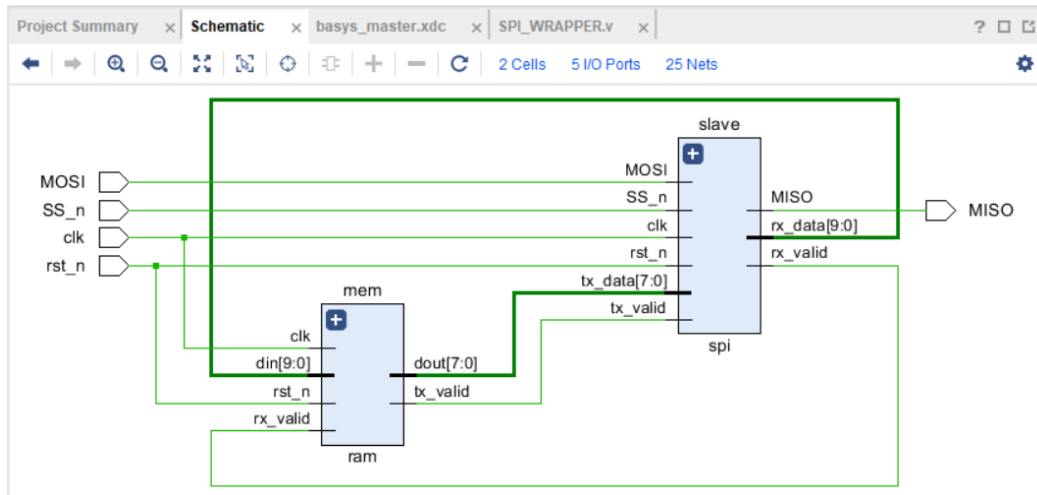 Project Summary × Schematic × basys_master.xdc × SPI_WRAPPER.v × ?
2 Cells 5 I/O Ports 25 Nets
slave
MOSI MOSI
SS_n SS_n MISO MISO
clk clk rx_data[9:0]
rst_n rst_n rx_valid
mem tx_data[7:0]
tx_valid
clk spi
din[9:0] dout[7:0]
rst_n tx_valid
rx_valid
ram